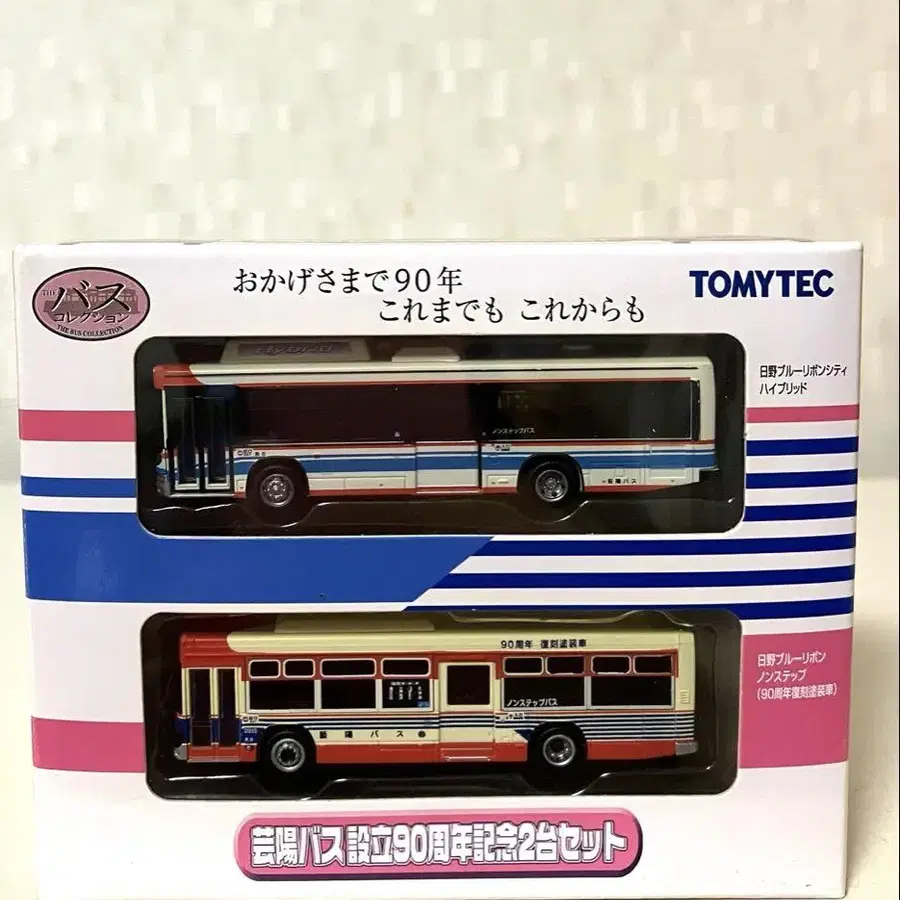 THE
バス
コレクション
THE BUS COLLECTION
おかげさまで90年
これまでも これからも
TOMYTEC
日野ブルーリボンシティ
ハイブリッド
ノンステップバス
芸陽バス
90周年 復刻塗装車
ノンステップバス
藝陽バス
日野ブルーリボン
ノンステップ
(90周年復刻塗装車)
芸陽バス設立90周年記念2台セット